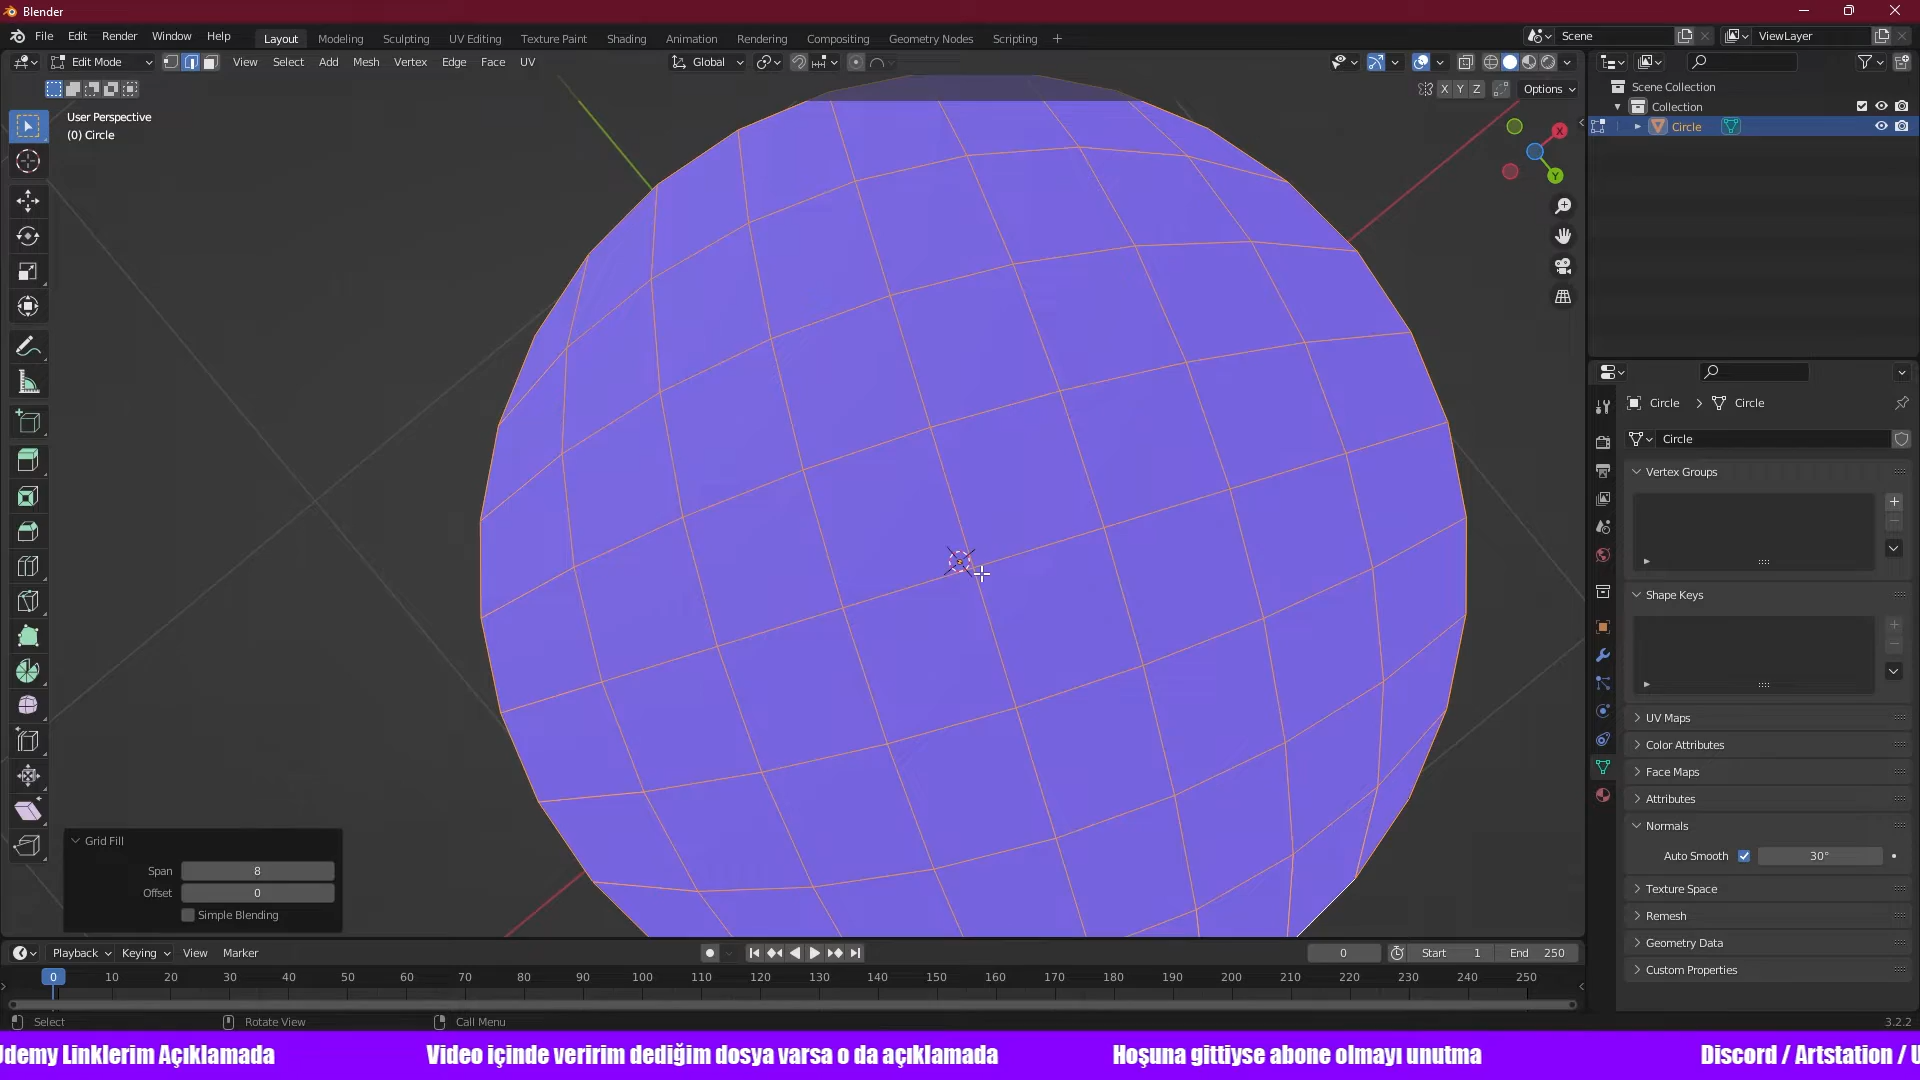 Blender
File Edit Render Window Help
Layout Modeling Sculpting UV Editing Texture Paint Shading Animation Rendering Compositing Geometry Nodes Scripting +
Scene
ViewLayer
Edit Mode View Select Add Mesh Vertex Edge Face UV
Global
X Y Z Options
User Perspective
(0) Circle
X
Y
Scene Collection
Collection
Circle
Circle > Circle
Circle
Vertex Groups
Shape Keys
UV Maps
Color Attributes
Face Maps
Attributes
Normals
Auto Smooth 30°
Texture Space
Remesh
Geometry Data
Custom Properties
Grid Fill
Span 8
Offset 0
Simple Blending
Playback Keying View Marker
0 Start 1 End 250
0 10 20 30 40 50 60 70 80 90 100 110 120 130 140 150 160 170 180 190 200 210 220 230 240 250
Select Rotate View Call Menu 3.2.2
Udemy Linklerim Açıklamada Video içinde veririm dediğim dosya varsa o da açıklamada Hoşuna gittiyse abone olmayı unutma Discord / Artstation / U